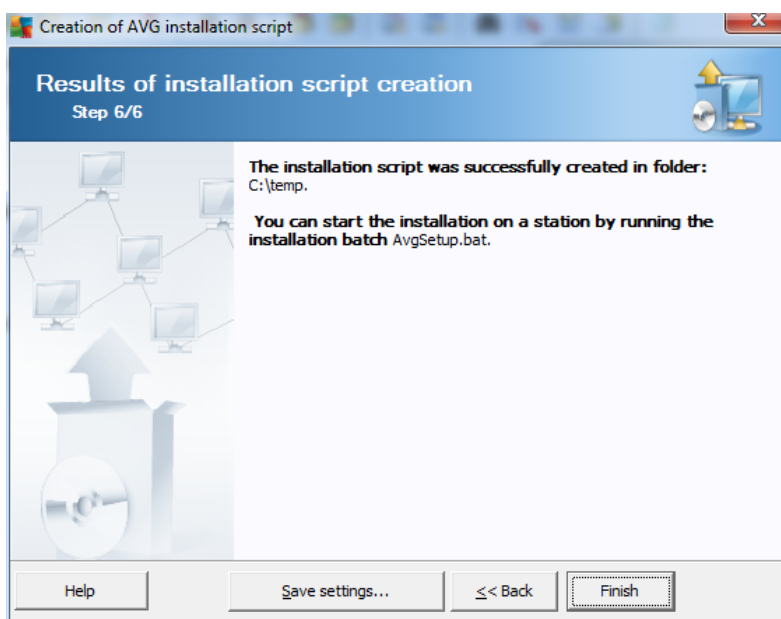 Creation of AVG installation script
Results of installation script creation
Step 6/6
The installation script was successfully created in folder:
C:\temp.
You can start the installation on a station by running the
installation batch AvgSetup.bat.
Help
Save settings...
<< Back
Finish